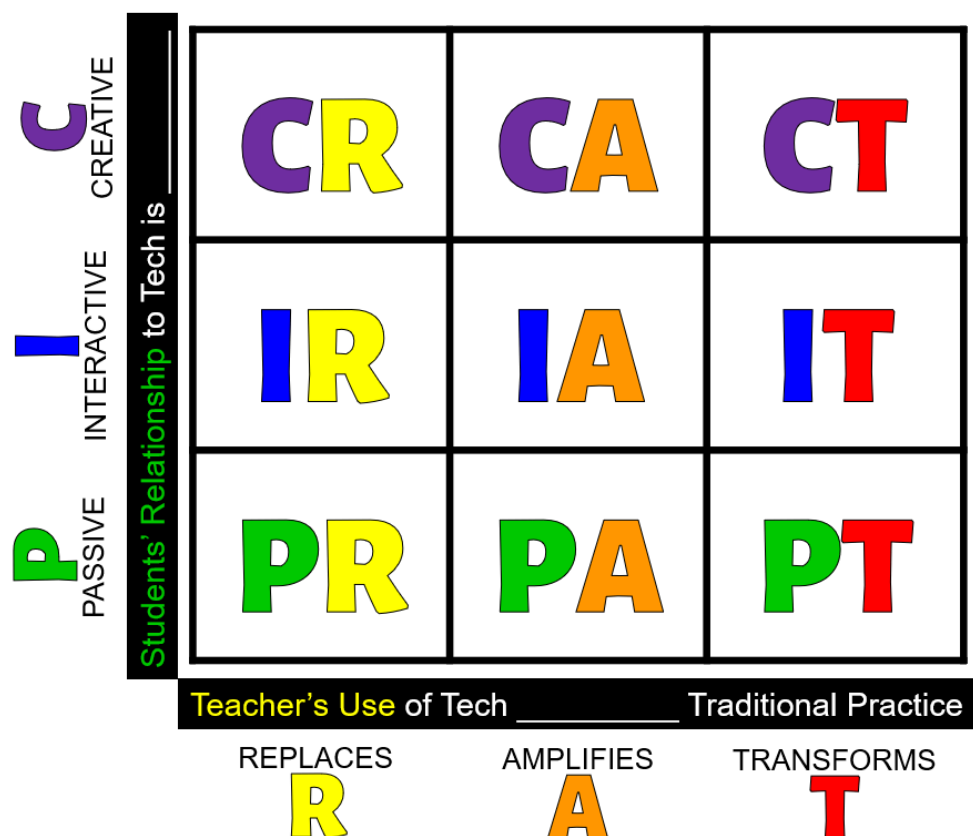 C
CREATIVE
I
INTERACTIVE
P
PASSIVE
Students' Relationship to Tech is ________
CR CA CT
IR IA IT
PR PA PT
Teacher's Use of Tech __________ Traditional Practice
REPLACES AMPLIFIES TRANSFORMS
R A T